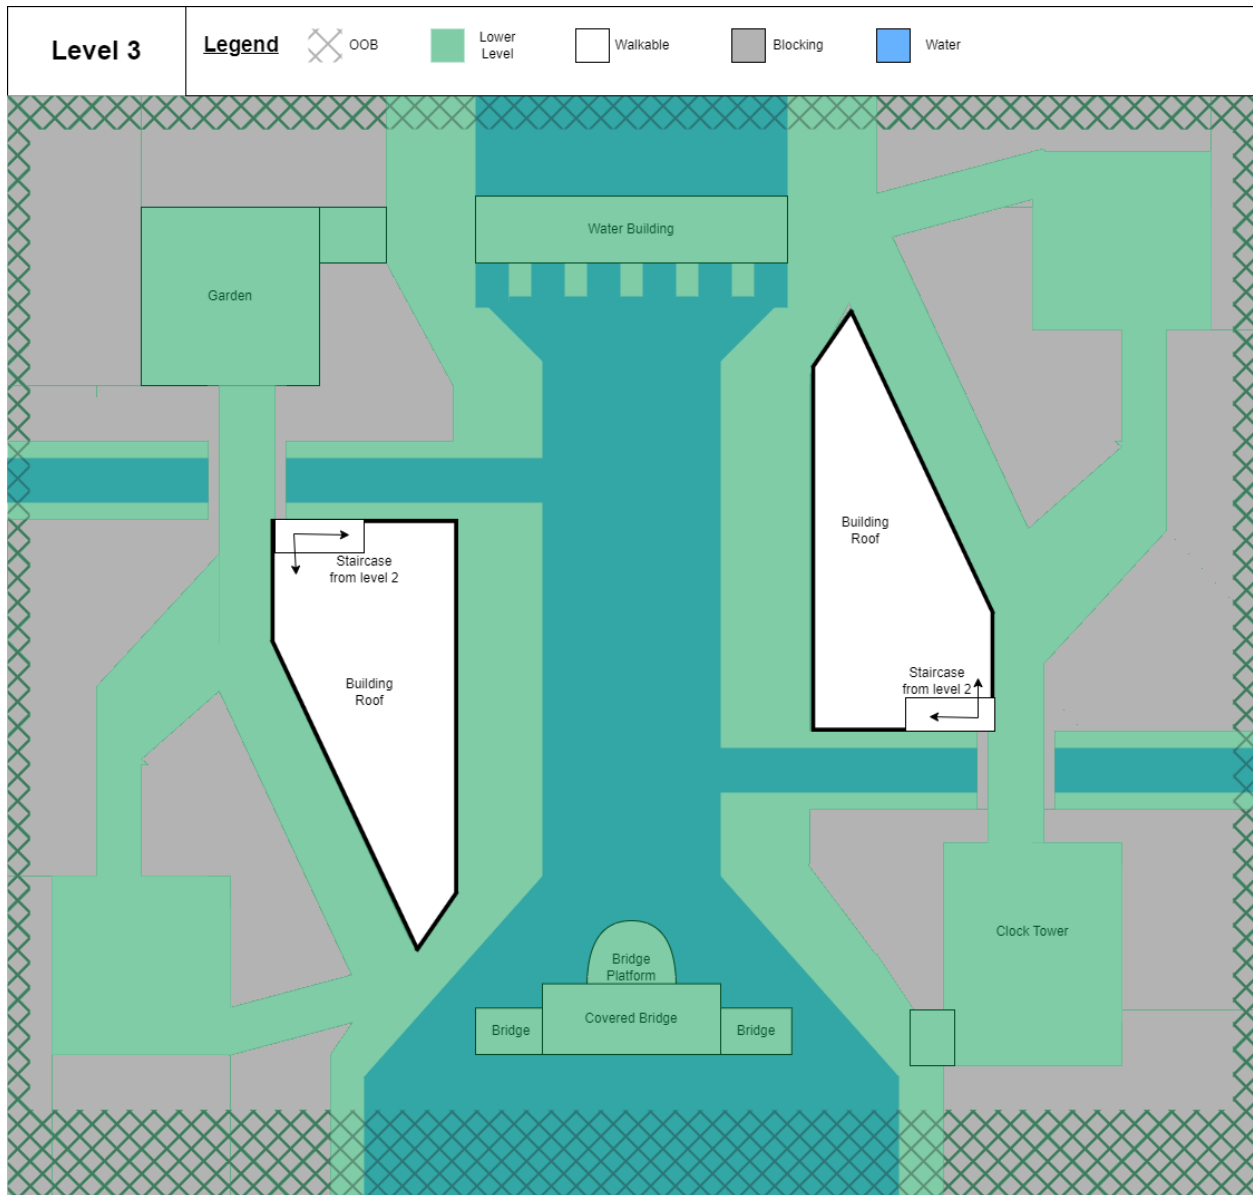 Level 3
Legend
OOB
Lower
Level
Walkable
Blocking
Water
Water Building
Garden
Building
Roof
Staircase
from level 2
Building
Roof
Staircase
from level 2
Clock Tower
Bridge
Platform
Bridge
Covered Bridge
Bridge